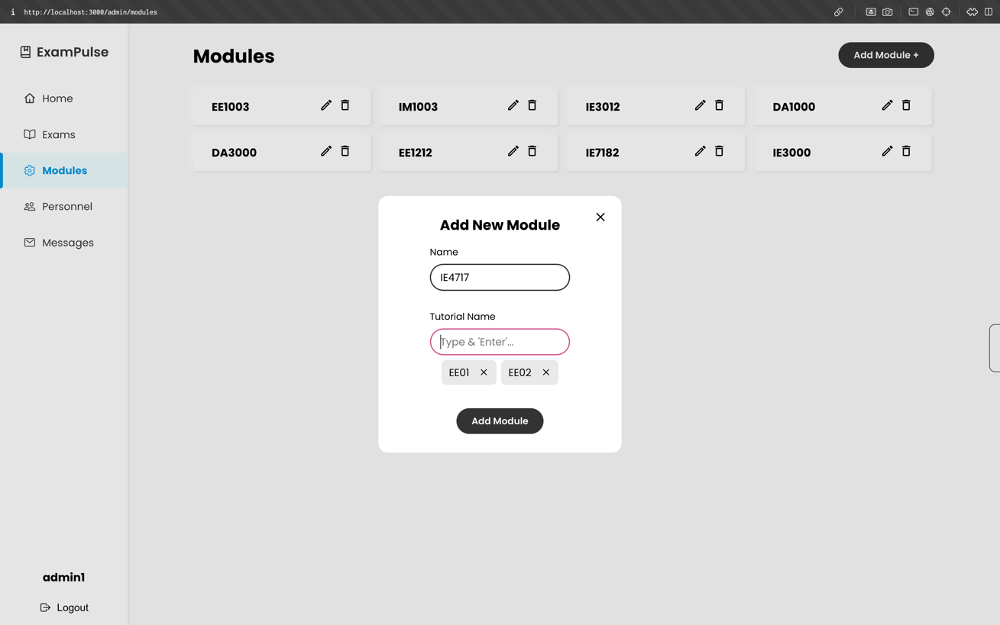 http://localhost:3000/admin/modules
ExamPulse
Home
Exams
Modules
Personnel
Messages
admin1
Logout
Modules
Add Module +
EE1003
IM1003
IE3012
DA1000
DA3000
EE1212
IE7182
IE3000
Add New Module
Name
IE4717
Tutorial Name
Type & 'Enter'...
EE01
EE02
Add Module